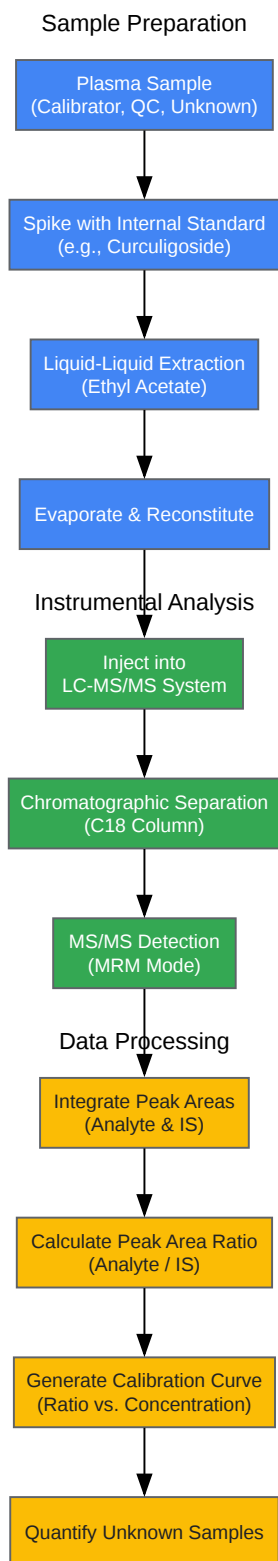 Sample Preparation
Plasma Sample
(Calibrator, QC, Unknown)
Spike with Internal Standard
(e.g., Curculigoside)
Liquid-Liquid Extraction
(Ethyl Acetate)
Evaporate & Reconstitute
Instrumental Analysis
Inject into
LC-MS/MS System
Chromatographic Separation
(C18 Column)
MS/MS Detection
(MRM Mode)
Data Processing
Integrate Peak Areas
(Analyte & IS)
Calculate Peak Area Ratio
(Analyte / IS)
Generate Calibration Curve
(Ratio vs. Concentration)
Quantify Unknown Samples